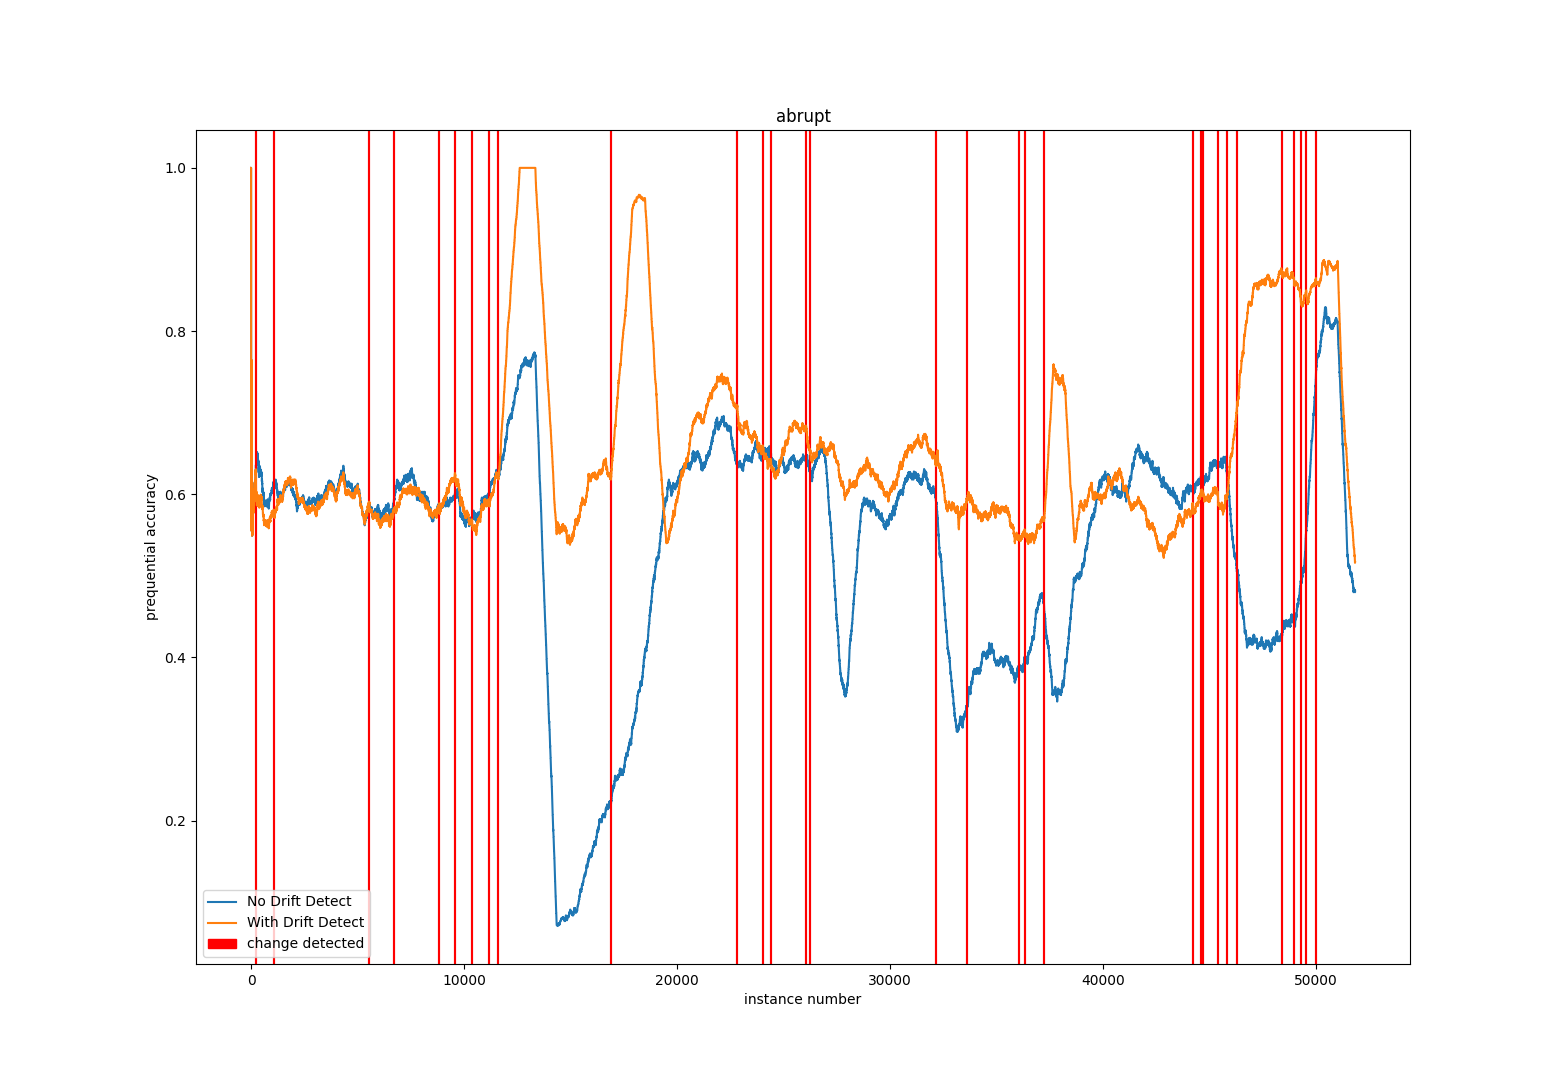 abrupt
prequential accuracy
1.0
0.8
0.6
0.4
0.2
No Drift Detect
With Drift Detect
change detected
0 10000 20000 30000 40000 50000
instance number